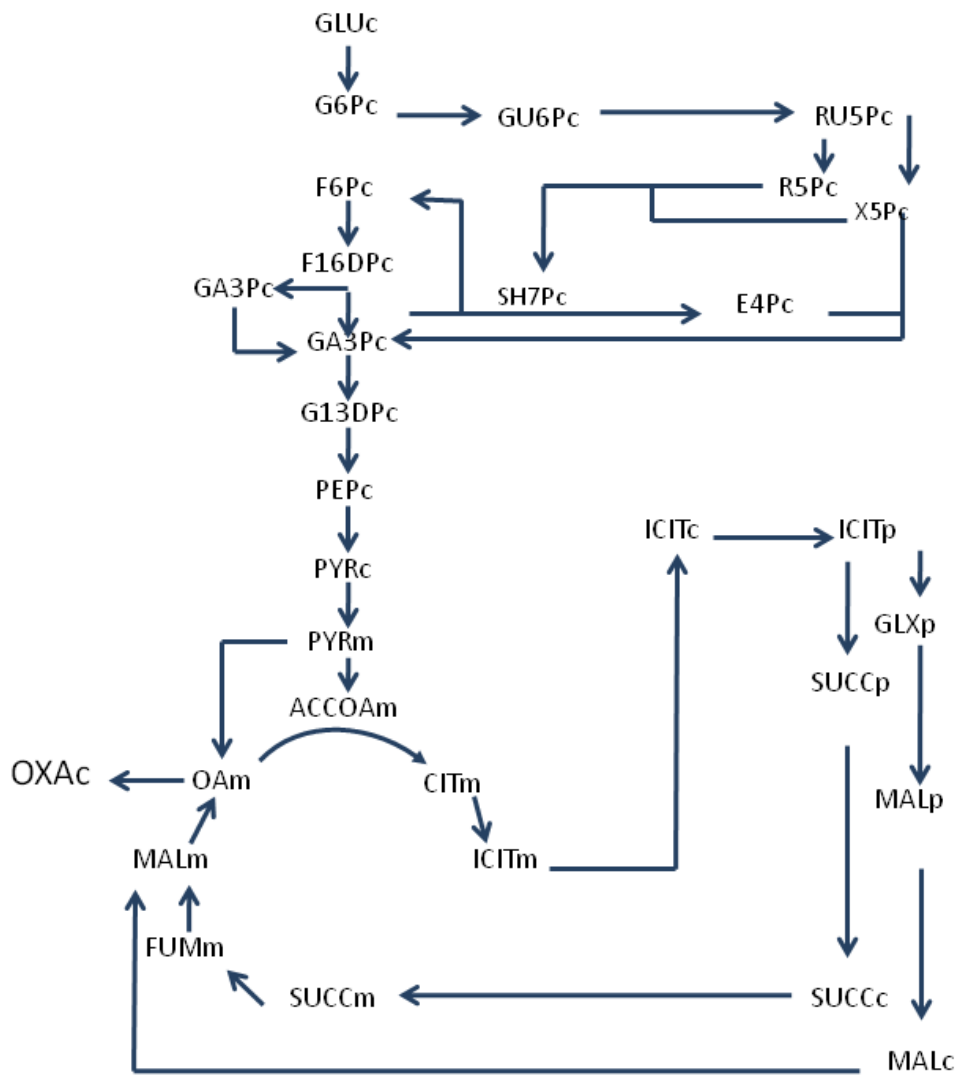 GLUc
G6Pc
GU6Pc
RU5Pc
F6Pc
R5Pc
X5Pc
F16DPc
GA3Pc
SH7Pc
E4Pc
GA3Pc
G13DPc
PEPc
ICITc
ICITp
PYRc
GLXp
PYRm
SUCCp
ACCOAm
OXAc
OAm
CITm
MALp
MALm
ICITm
FUMm
SUCCm
SUCCc
MALc